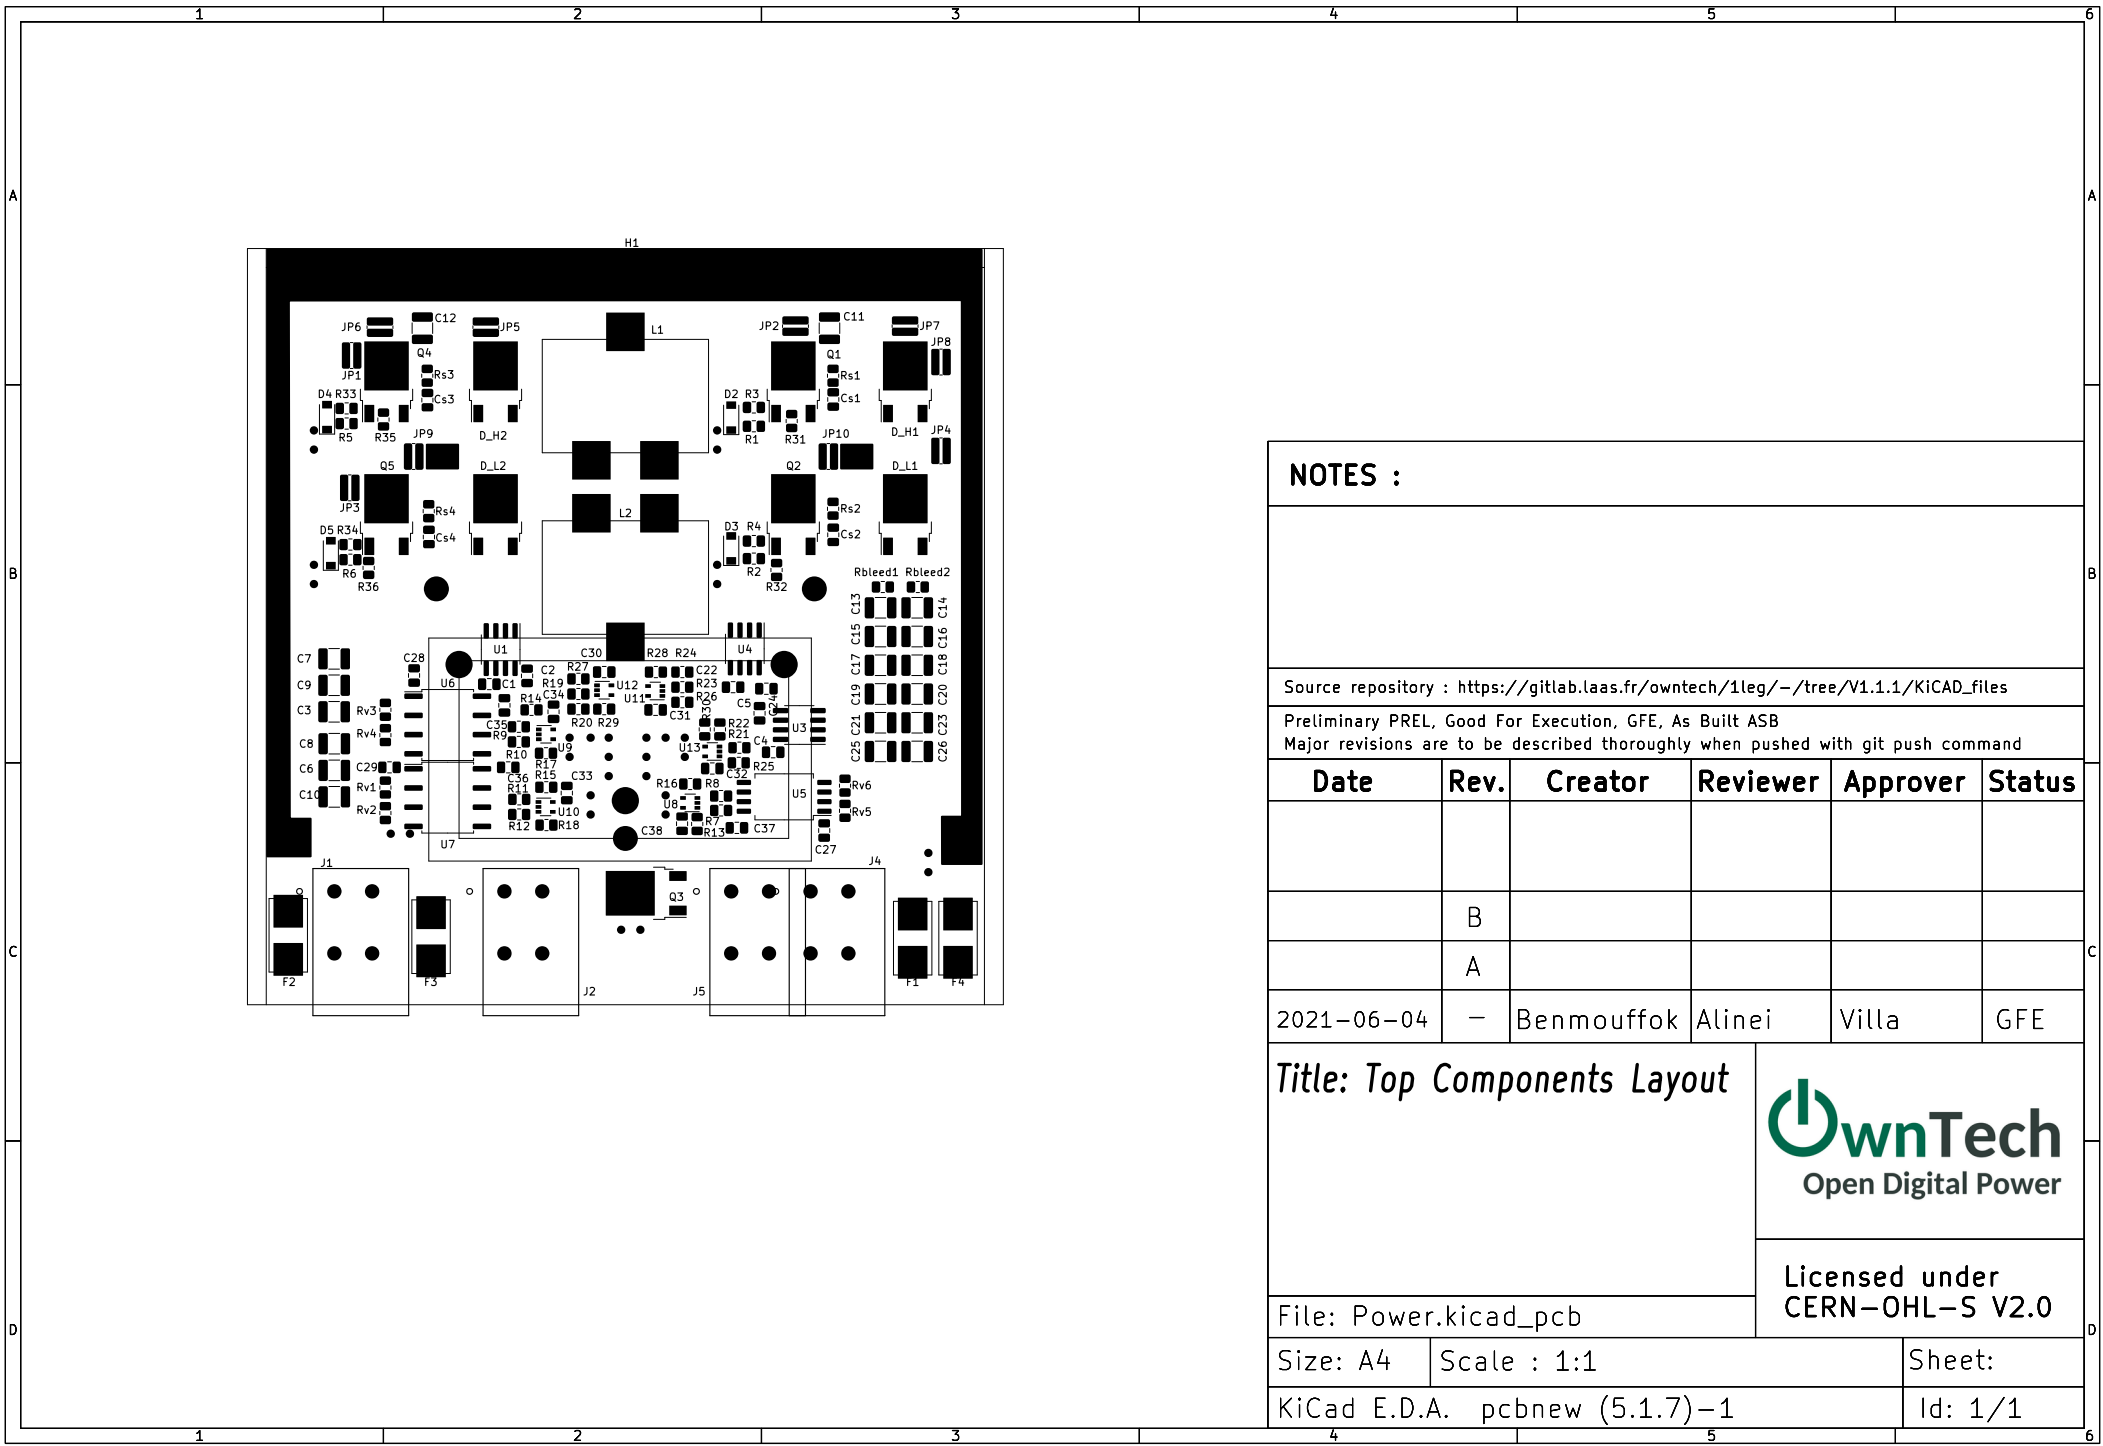 1 2 3 4 5 6
A A
B B
C C
D D
1 2 3 4 5 6
H1
JP6 C12 JP5 L1 JP2 C11 JP7
Q4 Q1 JP8
JP1 Rs3 Rs1
D4 R33 Cs3 D2 R3 Cs1
R5 R35 JP9 D_H2 R1 R31 JP10 D_H1 JP4
Q5 D_L2 Q2 D_L1
JP3 Rs4 L2 Rs2
D5 R34 Cs4 D3 R4 Cs2
R6 R36 R2 R32 Rbleed1 Rbleed2
C13 C14
C15 C16
C7 C28 U1 C30 R28 R24 U4 C17 C18
C9 U6 C1 C2 R27 R19 U12 C22 R23 C19 C20
C3 Rv3 R14 C34 U11 R26 C5 C24
C35 R20 R29 C31 R30 R22 U3 C21 C23
C8 Rv4 R9 R10 U9 U13 R21 C4 C25 C26
C6 C29 R17 R25
C10 Rv1 C36 R15 C33 R16 C32 R8 U5 Rv6
Rv2 R11 U10 U8 Rv5
R12 R18 C38 R7 R13 C37
U7 C27
J1 J4
Q3
F2 F3 J2 J5 F1 F4
NOTES :
Source repository : https://gitlab.laas.fr/owntech/1leg/-/tree/V1.1.1/KiCAD_files
Preliminary PREL, Good For Execution, GFE, As Built ASB
Major revisions are to be described thoroughly when pushed with git push command
Date Rev. Creator Reviewer Approver Status
B
A
2021-06-04 - Benmouffok Alinei Villa GFE
Title: Top Components Layout
OwnTech
Open Digital Power
Licensed under
CERN-OHL-S V2.0
File: Power.kicad_pcb
Size: A4 Scale : 1:1 Sheet:
KiCad E.D.A. pcbnew (5.1.7)-1 Id: 1/1